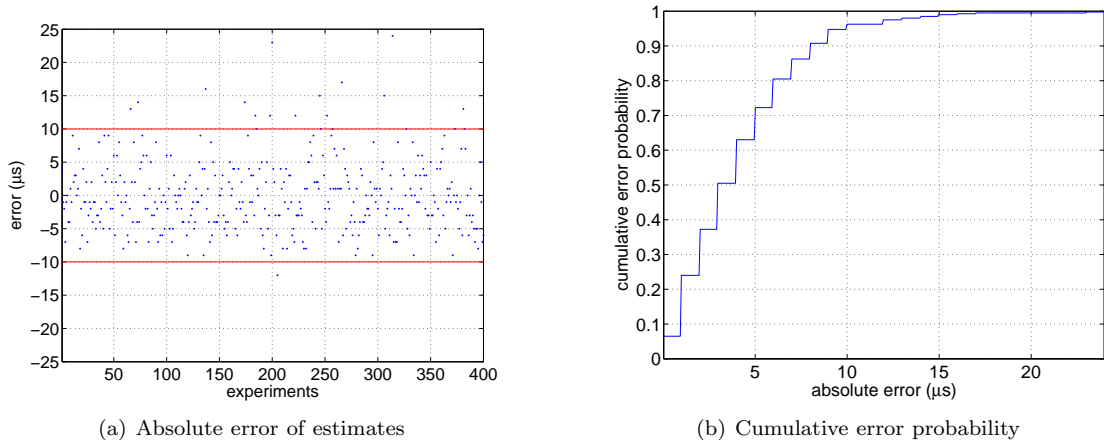 25
20
15
10
5
0
−5
−10
−15
−20
−25
error (μs)
50 100 150 200 250 300 350 400
experiments
(a) Absolute error of estimates
1
0.9
0.8
0.7
0.6
0.5
0.4
0.3
0.2
0.1
0
cumulative error probability
5 10 15 20
absolute error (μs)
(b) Cumulative error probability